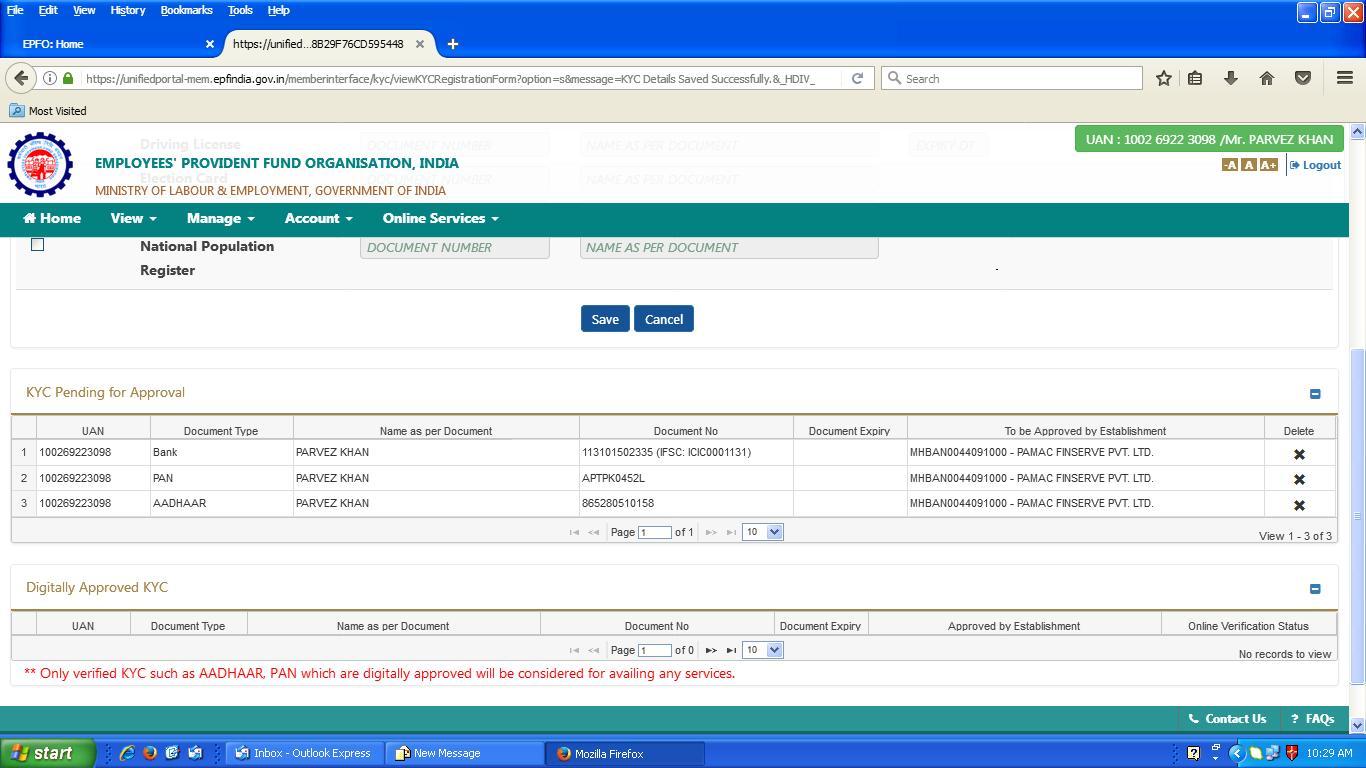 File Edit View History Bookmarks Tools Help
EPFO: Home
https://unified...8B29F76CD595448
https://unifiedportal-mem.epfindia.gov.in/memberinterface/kyc/viewKYCRegistrationForm?option=s&message=KYC Details Saved Successfully.&_HDIV_
Search
Most Visited
Driving License DOCUMENT NUMBER NAME AS PER DOCUMENT EXPIRY DT
UAN : 1002 6922 3098 /Mr. PARVEZ KHAN
EMPLOYEES' PROVIDENT FUND ORGANISATION, INDIA
-A A A+ Logout
Election Card DOCUMENT NUMBER NAME AS PER DOCUMENT
MINISTRY OF LABOUR & EMPLOYMENT, GOVERNMENT OF INDIA
Home View Manage Account Online Services
National Population DOCUMENT NUMBER NAME AS PER DOCUMENT
Register
Save Cancel
KYC Pending for Approval
UAN Document Type Name as per Document Document No Document Expiry To be Approved by Establishment Delete
1 100269223098 Bank PARVEZ KHAN 113101502335 (IFSC: ICIC0001131) MHBAN0044091000 - PAMAC FINSERVE PVT. LTD.
2 100269223098 PAN PARVEZ KHAN APTPK0452L MHBAN0044091000 - PAMAC FINSERVE PVT. LTD.
3 100269223098 AADHAAR PARVEZ KHAN 865280510158 MHBAN0044091000 - PAMAC FINSERVE PVT. LTD.
Page 1 of 1 10 View 1 - 3 of 3
Digitally Approved KYC
UAN Document Type Name as per Document Document No Document Expiry Approved by Establishment Online Verification Status
Page 1 of 0 10 No records to view
** Only verified KYC such as AADHAAR, PAN which are digitally approved will be considered for availing any services.
Contact Us ? FAQs
start Inbox - Outlook Express New Message Mozilla Firefox 10:29 AM